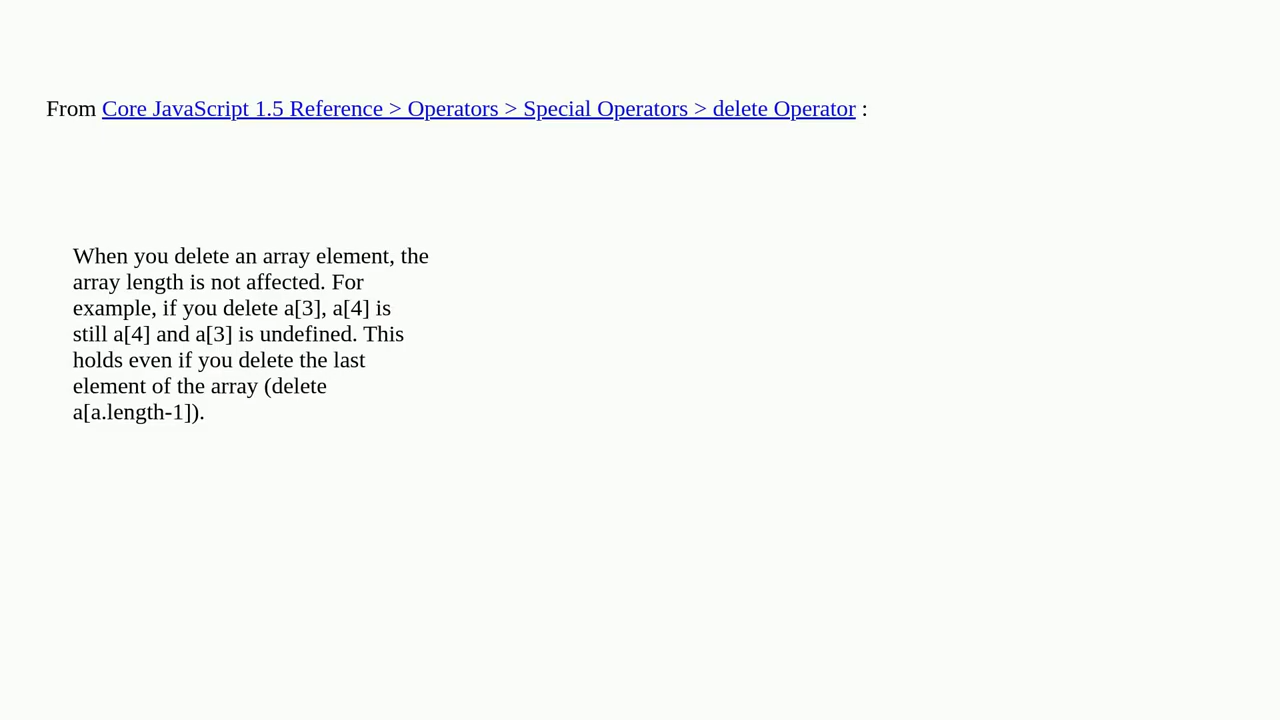 From Core JavaScript 1.5 Reference > Operators > Special Operators > delete Operator :
When you delete an array element, the
array length is not affected. For
example, if you delete a[3], a[4] is
still a[4] and a[3] is undefined. This
holds even if you delete the last
element of the array (delete
a[a.length-1]).